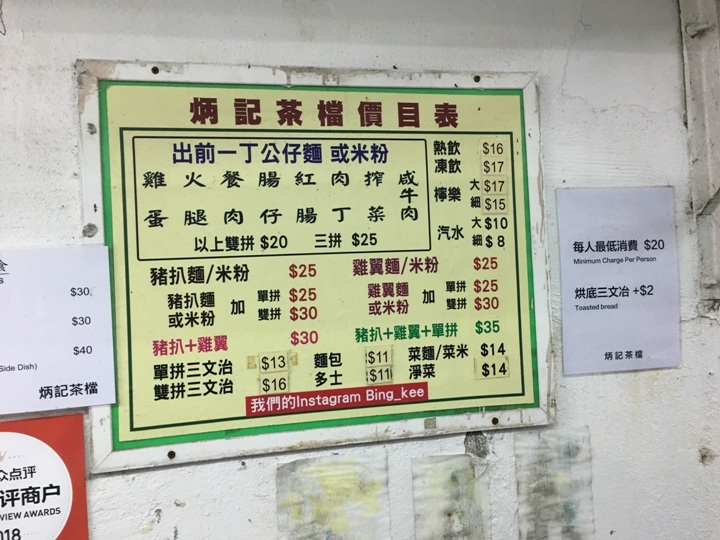 炳記茶檔價目表
出前一丁公仔麵 或米粉
雞 火 餐 腸 紅 肉 搾 咸
牛
蛋 腿 肉 仔 腸 丁 菜 肉
以上雙拼 $20 三拼 $25
熱飲 $16
凍飲 $17
檸樂 大 $17
細 $15
汽水 大 $10
細 $8
豬扒麵/米粉 $25
豬扒麵 或米粉 加 單拼 $25
雙拼 $30
豬扒+雞翼 $30
雞翼麵/米粉 $25
雞翼麵 或米粉 加 單拼 $25
雙拼 $30
豬扒+雞翼+單拼 $35
單拼三文治 $13
雙拼三文治 $16
麵包 $11
多士 $11
菜麵/菜米 $14
淨菜 $14
我們的Instagram Bing_kee
每人最低消費 $20
Minimum Charge Per Person
烘底三文冶 +$2
Toasted bread
炳記茶檔
$30
$30
$40
Side Dish)
炳記茶檔
众点评
评商户
VIEW AWARDS
018